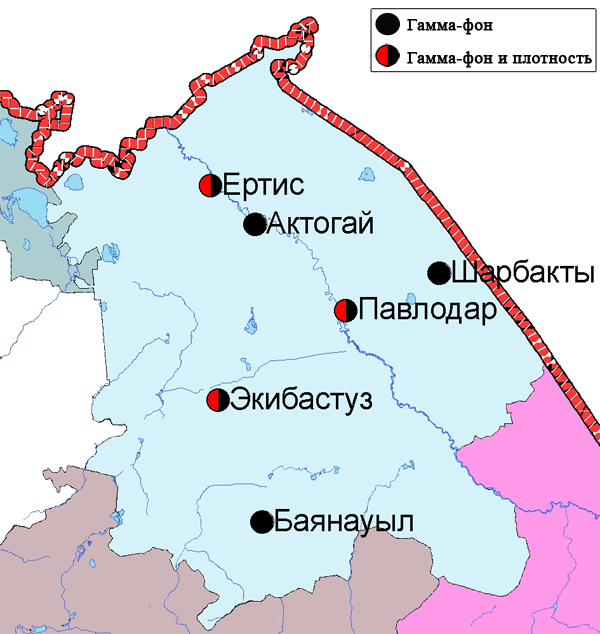 Гамма-фон
Гамма-фон и плотность
Ертис
Актогай
Шарбакты
Павлодар
Экибастуз
Баянауыл